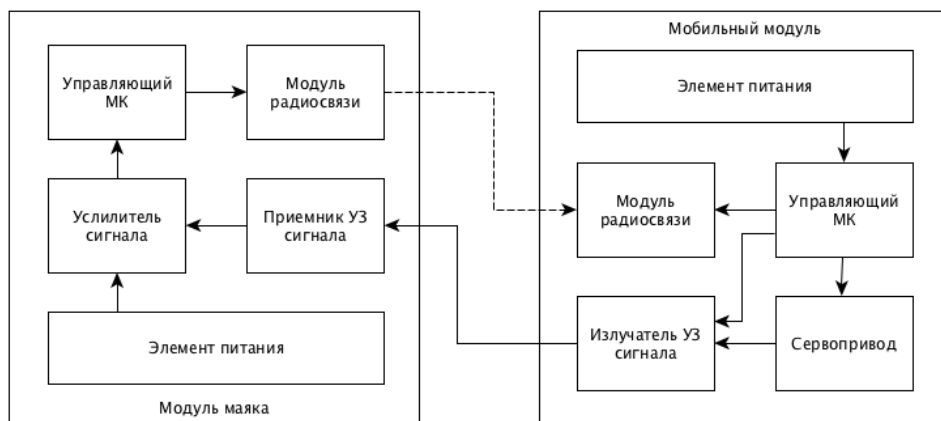 Управляющий
МК
Модуль
радиосвязи
Услилитель
сигнала
Приемник УЗ
сигнала
Элемент питания
Модуль маяка
Мобильный модуль
Элемент питания
Модуль
радиосвязи
Управляющий
МК
Излучатель УЗ
сигнала
Сервопривод